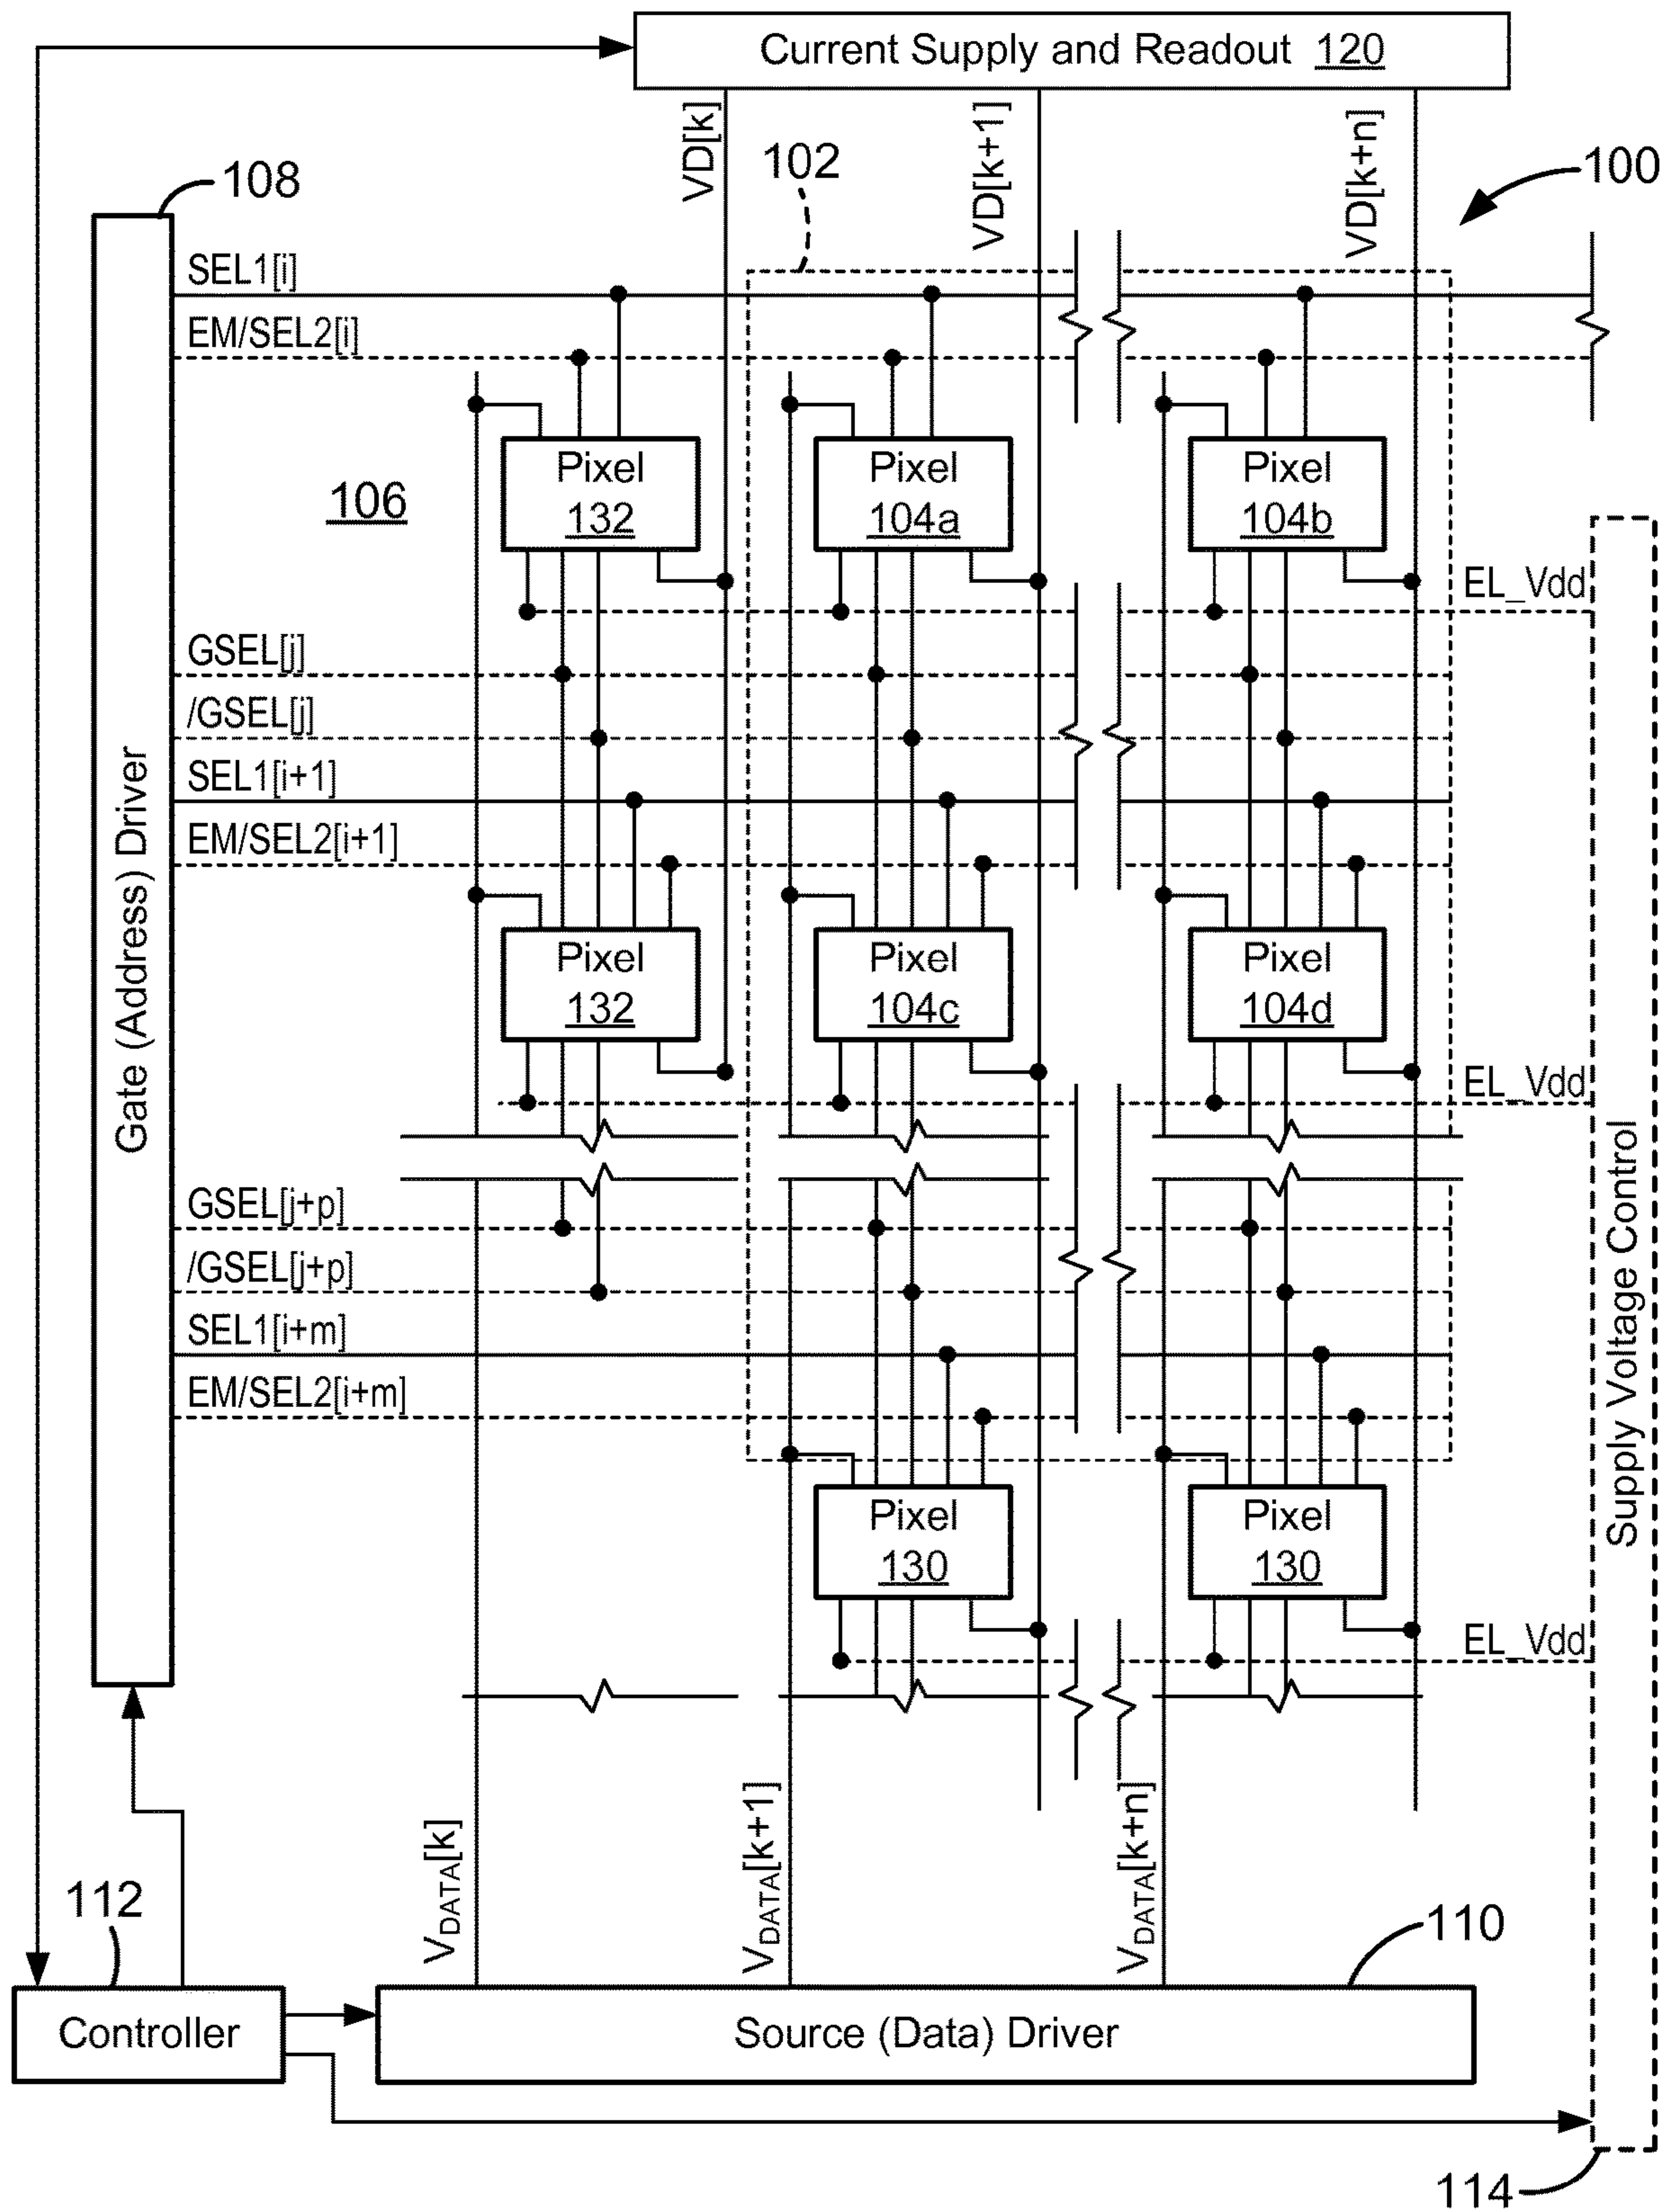 Current Supply and Readout 120
VD[k]
VD[k+1]
VD[k+n]
102
100
108
SEL1[i]
EM/SEL2[i]
Gate (Address) Driver
106
Pixel
132
Pixel
104a
Pixel
104b
EL_Vdd
GSEL[j]
/GSEL[j]
SEL1[i+1]
EM/SEL2[i+1]
Pixel
132
Pixel
104c
Pixel
104d
EL_Vdd
Supply Voltage Control
GSEL[j+p]
/GSEL[j+p]
SEL1[i+m]
EM/SEL2[i+m]
Pixel
130
Pixel
130
EL_Vdd
VDATA[k]
VDATA[k+1]
VDATA[k+n]
112
110
Controller
Source (Data) Driver
114